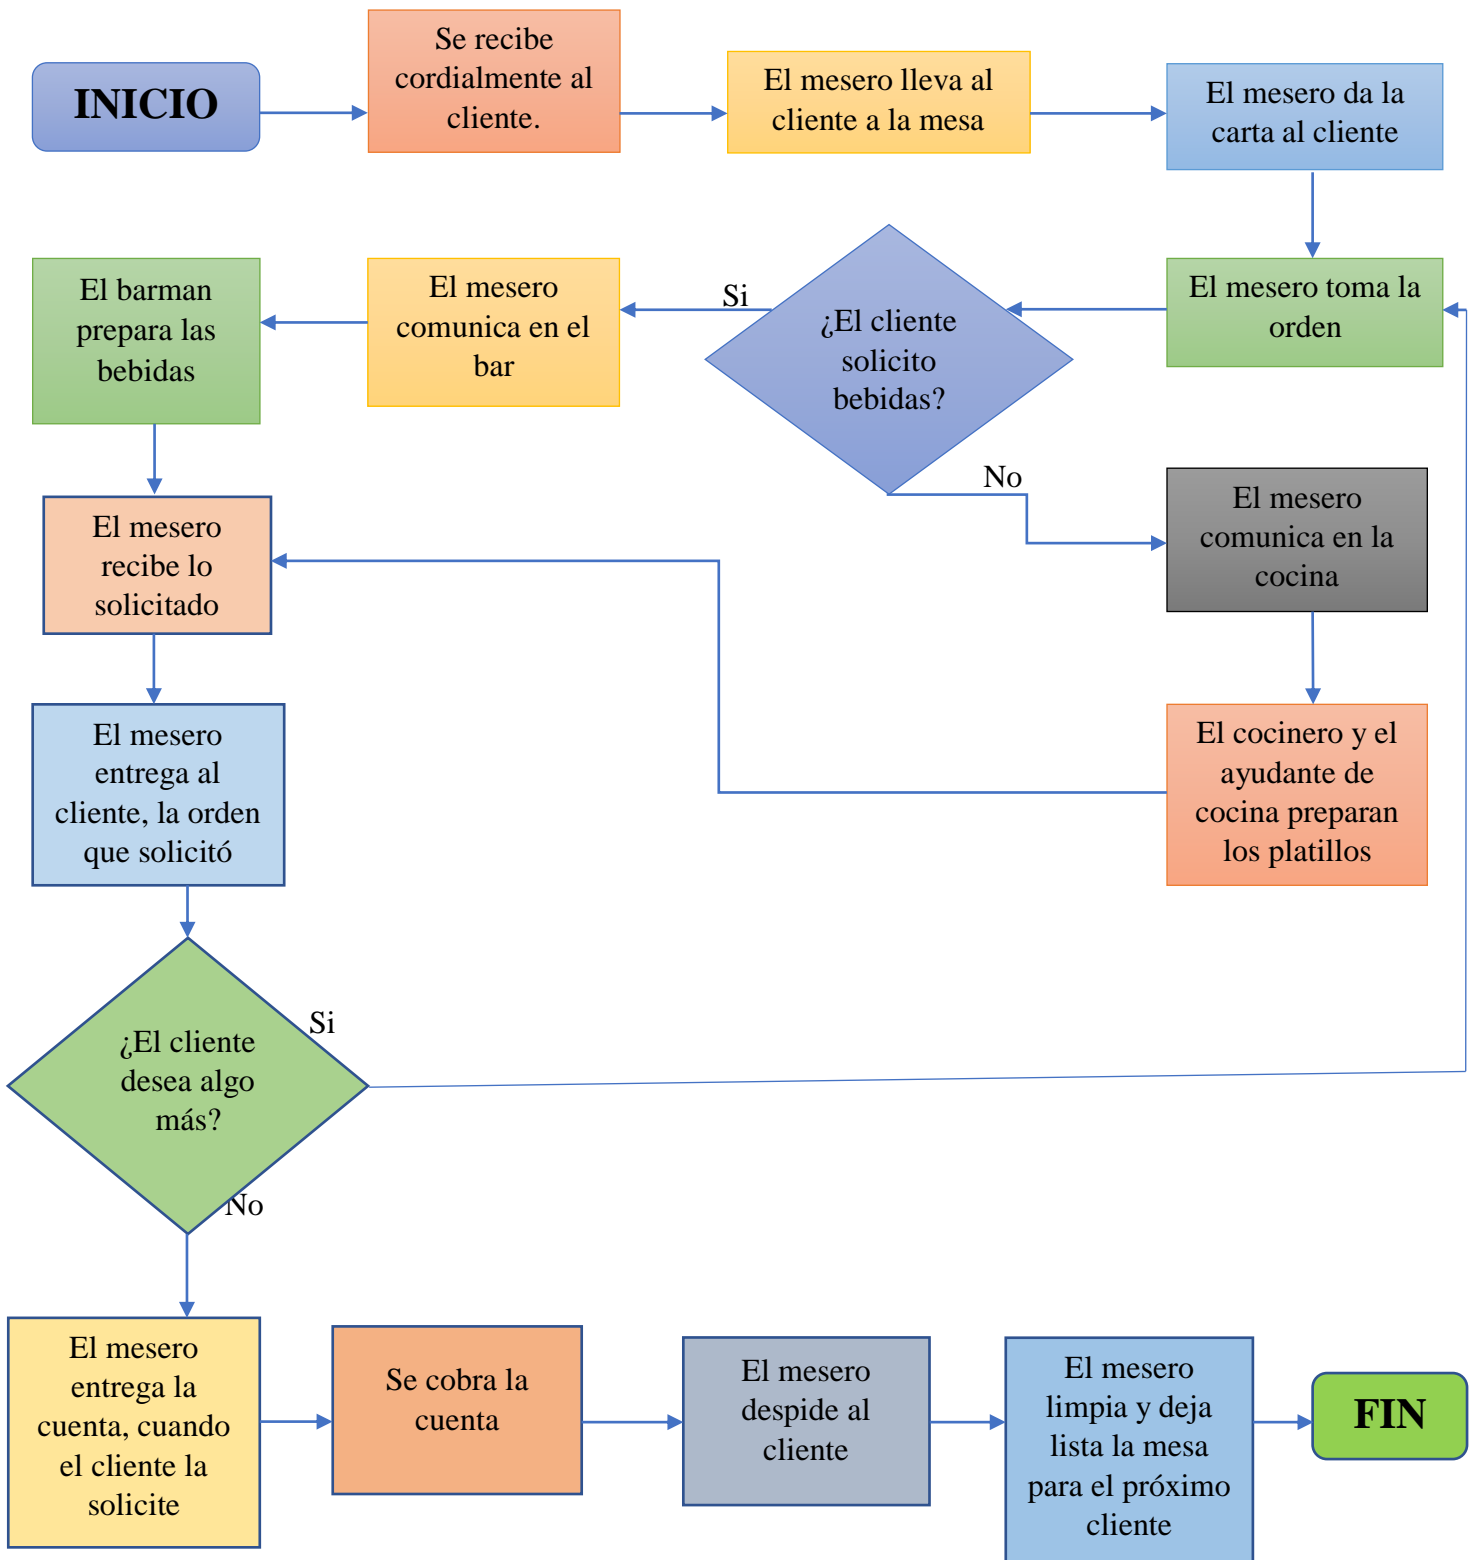 INICIO
Se recibe
cordialmente al
cliente.
El mesero lleva al
cliente a la mesa
El mesero da la
carta al cliente
El mesero toma la
orden
¿El cliente
solicito
bebidas?
Si
El mesero
comunica en el
bar
El barman
prepara las
bebidas
No
El mesero
comunica en la
cocina
El cocinero y el
ayudante de
cocina preparan
los platillos
El mesero
recibe lo
solicitado
El mesero
entrega al
cliente, la orden
que solicitó
¿El cliente
desea algo
más?
Si
No
El mesero
entrega la
cuenta, cuando
el cliente la
solicite
Se cobra la
cuenta
El mesero
despide al
cliente
El mesero
limpia y deja
lista la mesa
para el próximo
cliente
FIN